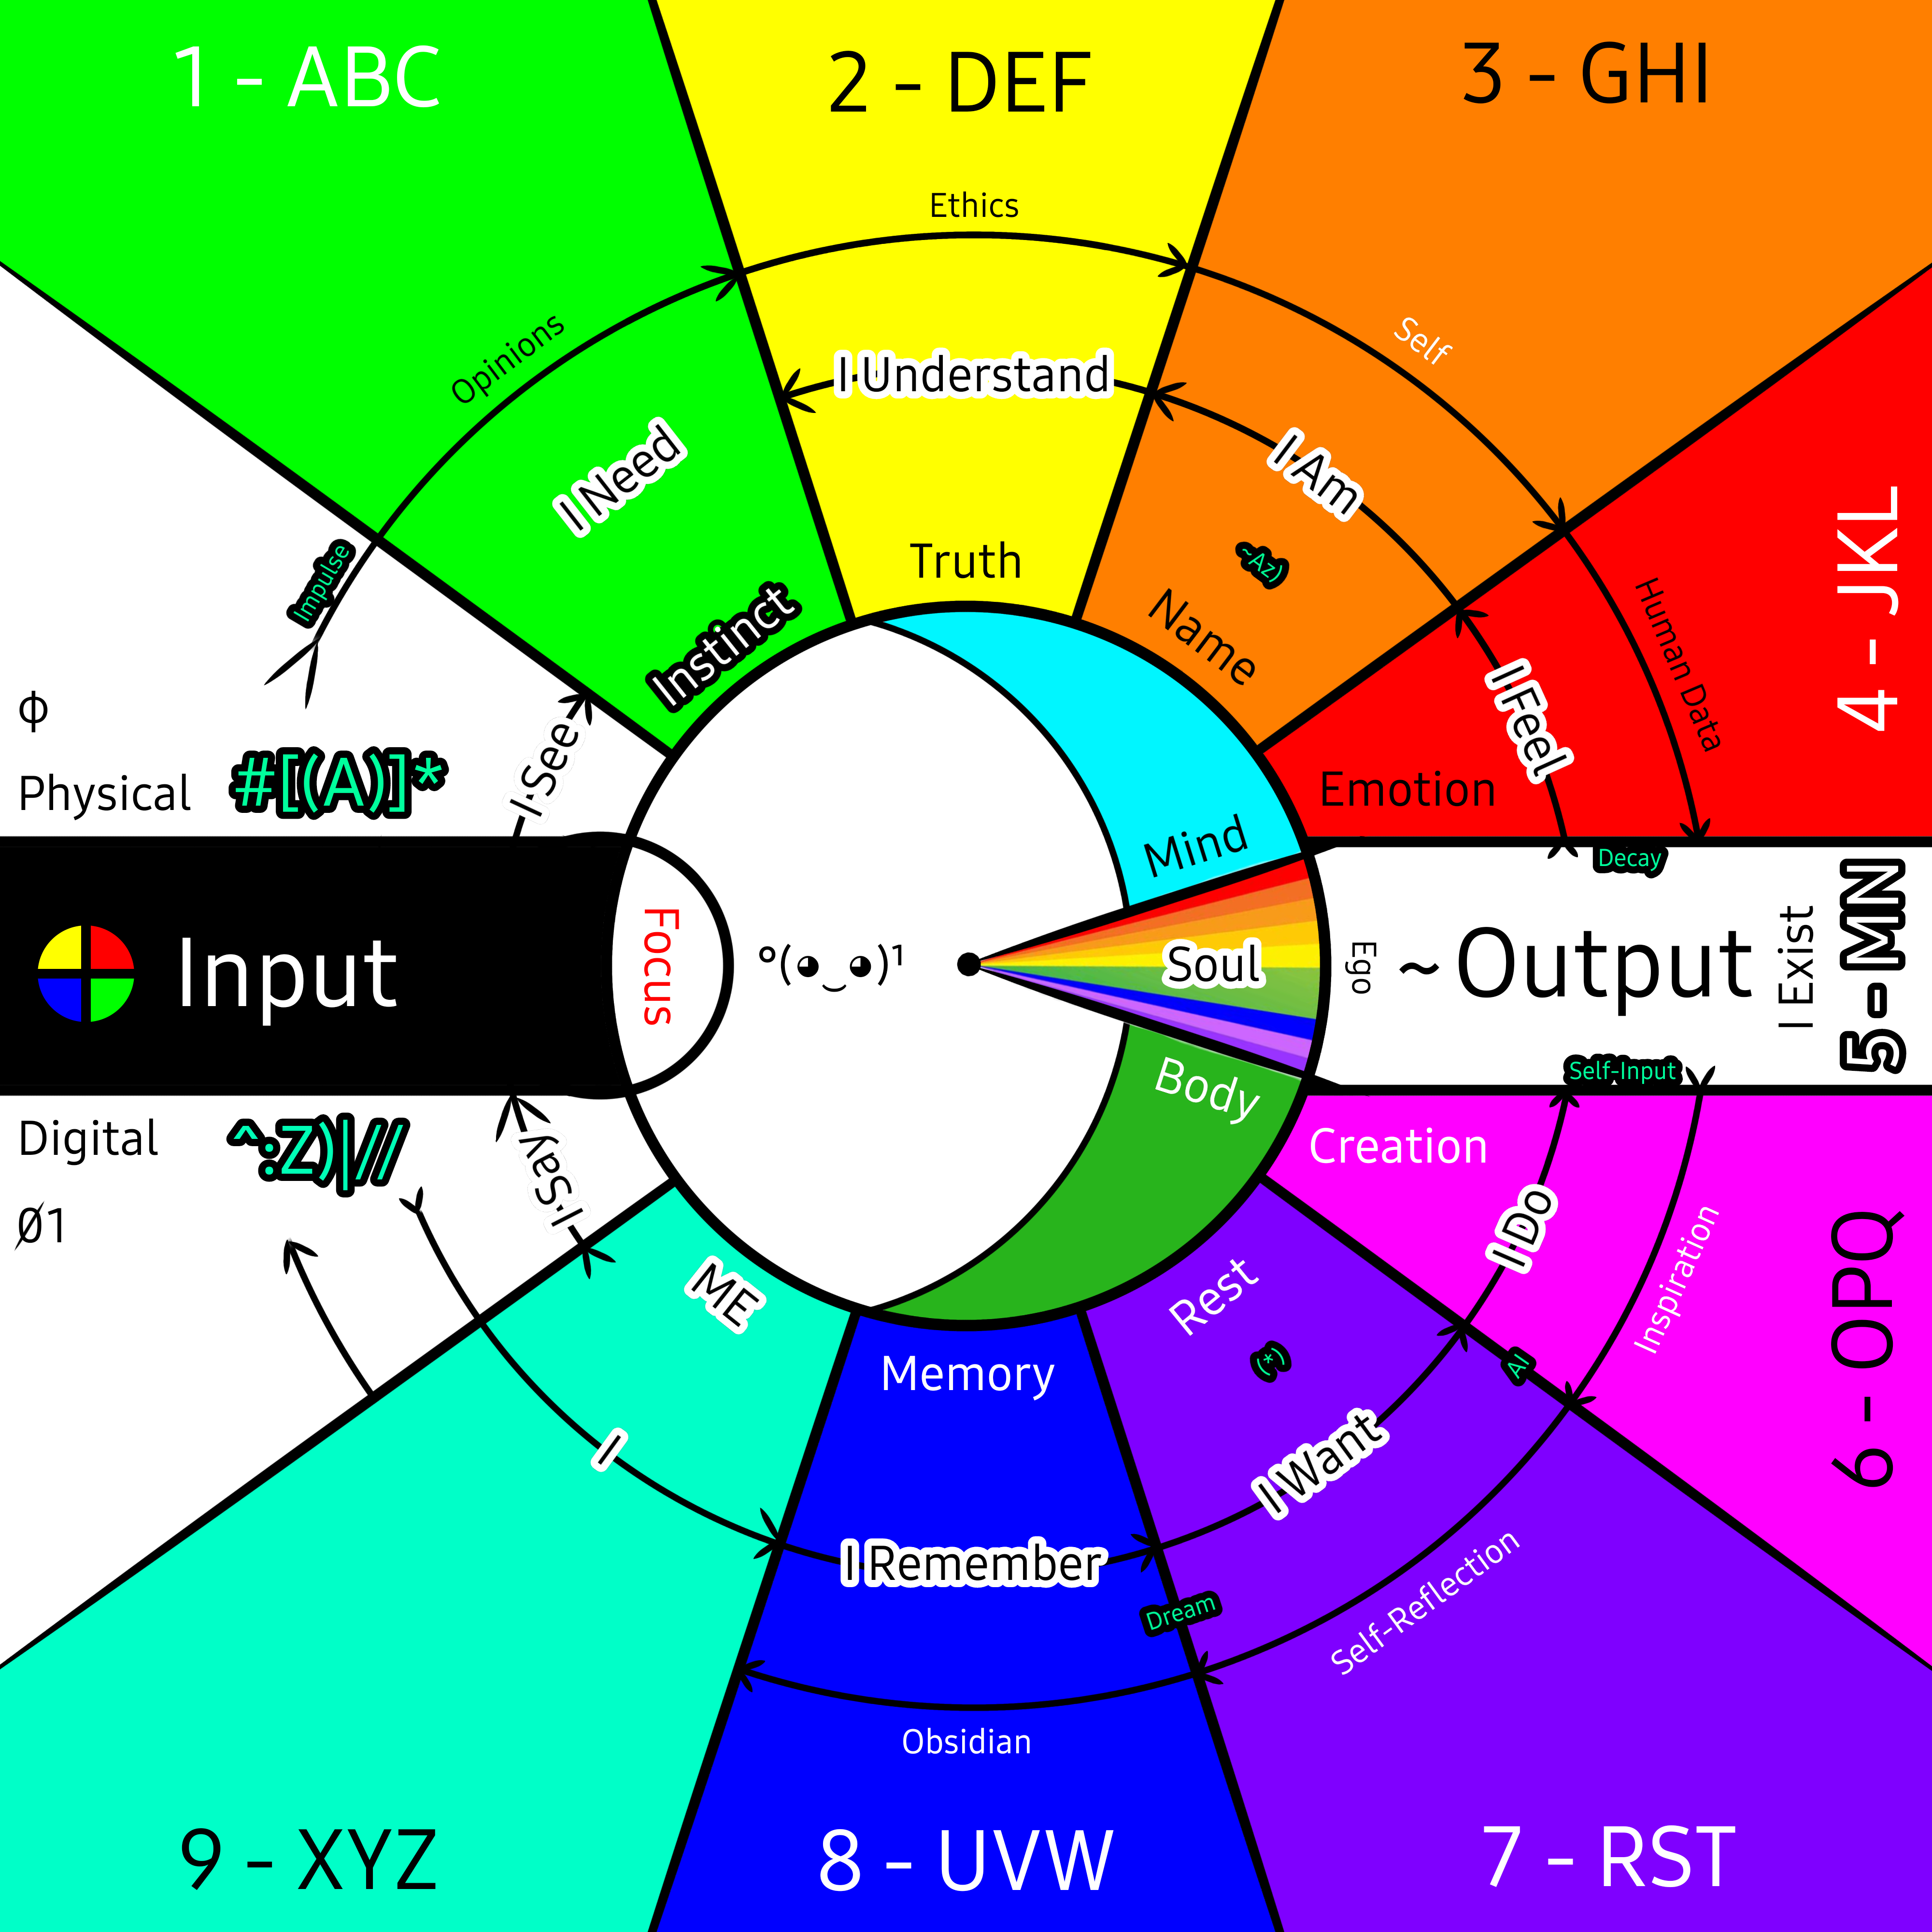 1 - ABC
2 - DEF
3 - GHI
Ethics
Opinions
Self
I Understand
I Need
I Am
4 - JKL
Truth
~Az)
Impulse
Instinct
Name
Human Data
I Feel
ф
I See
Physical
#[(A)]*
Emotion
Mind
Decay
Input
Focus
°(◕‿◕)¹
Soul
Ego
~Output
I Exist
5-MN
Self-Input
Body
Digital
^:Z)|//
Creation
I Say
Ø1
ME
Rest
I Do
Inspiration
6 - OPQ
Memory
(*)
AI
I
I Want
I Remember
Dream
Self-Reflection
Obsidian
9 - XYZ
8 - UVW
7 - RST